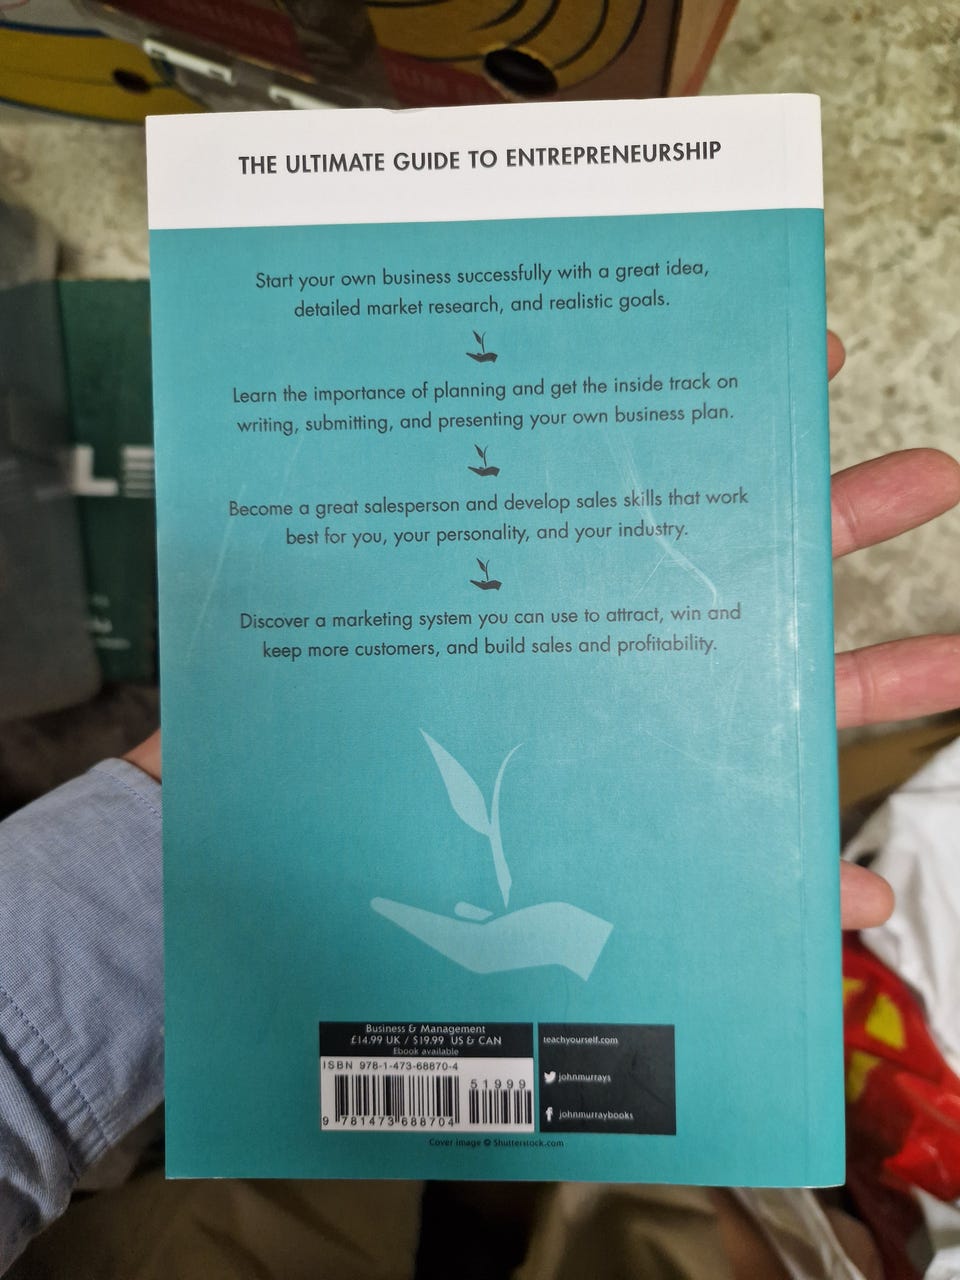 THE ULTIMATE GUIDE TO ENTREPRENEURSHIP
Start your own business successfully with a great idea,
detailed market research, and realistic goals.
Learn the importance of planning and get the inside track on
writing, submitting, and presenting your own business plan.
Become a great salesperson and develop sales skills that work
best for you, your personality, and your industry.
Discover a marketing system you can use to attract, win and
keep more customers, and build sales and profitability.
Business & Management
£14.99 UK / $19.99 US & CAN
Ebook available
ISBN 978-1-473-68870-4
51999
9 781473 688704
teachyourself.com
johnmurrays
johnmurraybooks
Cover image © Shutterstock.com
LE